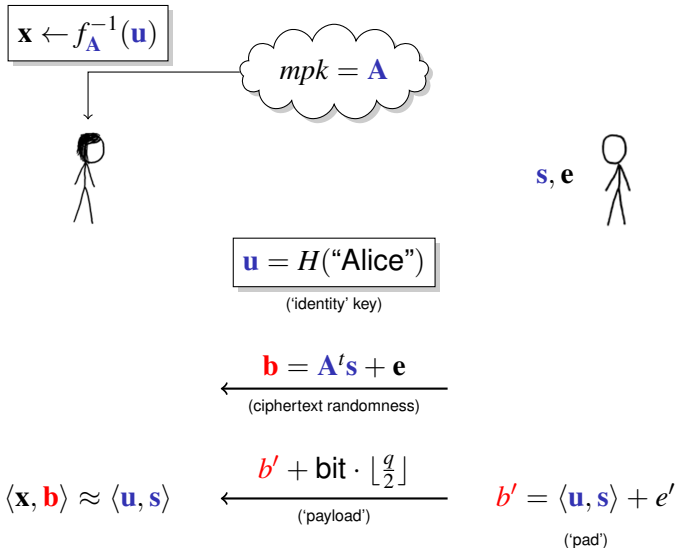 x ← f_A^{-1}(u)
mpk = A
s, e
u = H(“Alice”)
(‘identity’ key)
b = A^t s + e
(ciphertext randomness)
⟨x, b⟩ ≈ ⟨u, s⟩
b′ + bit · ⌊q/2⌋
(‘payload’)
b′ = ⟨u, s⟩ + e′
(‘pad’)